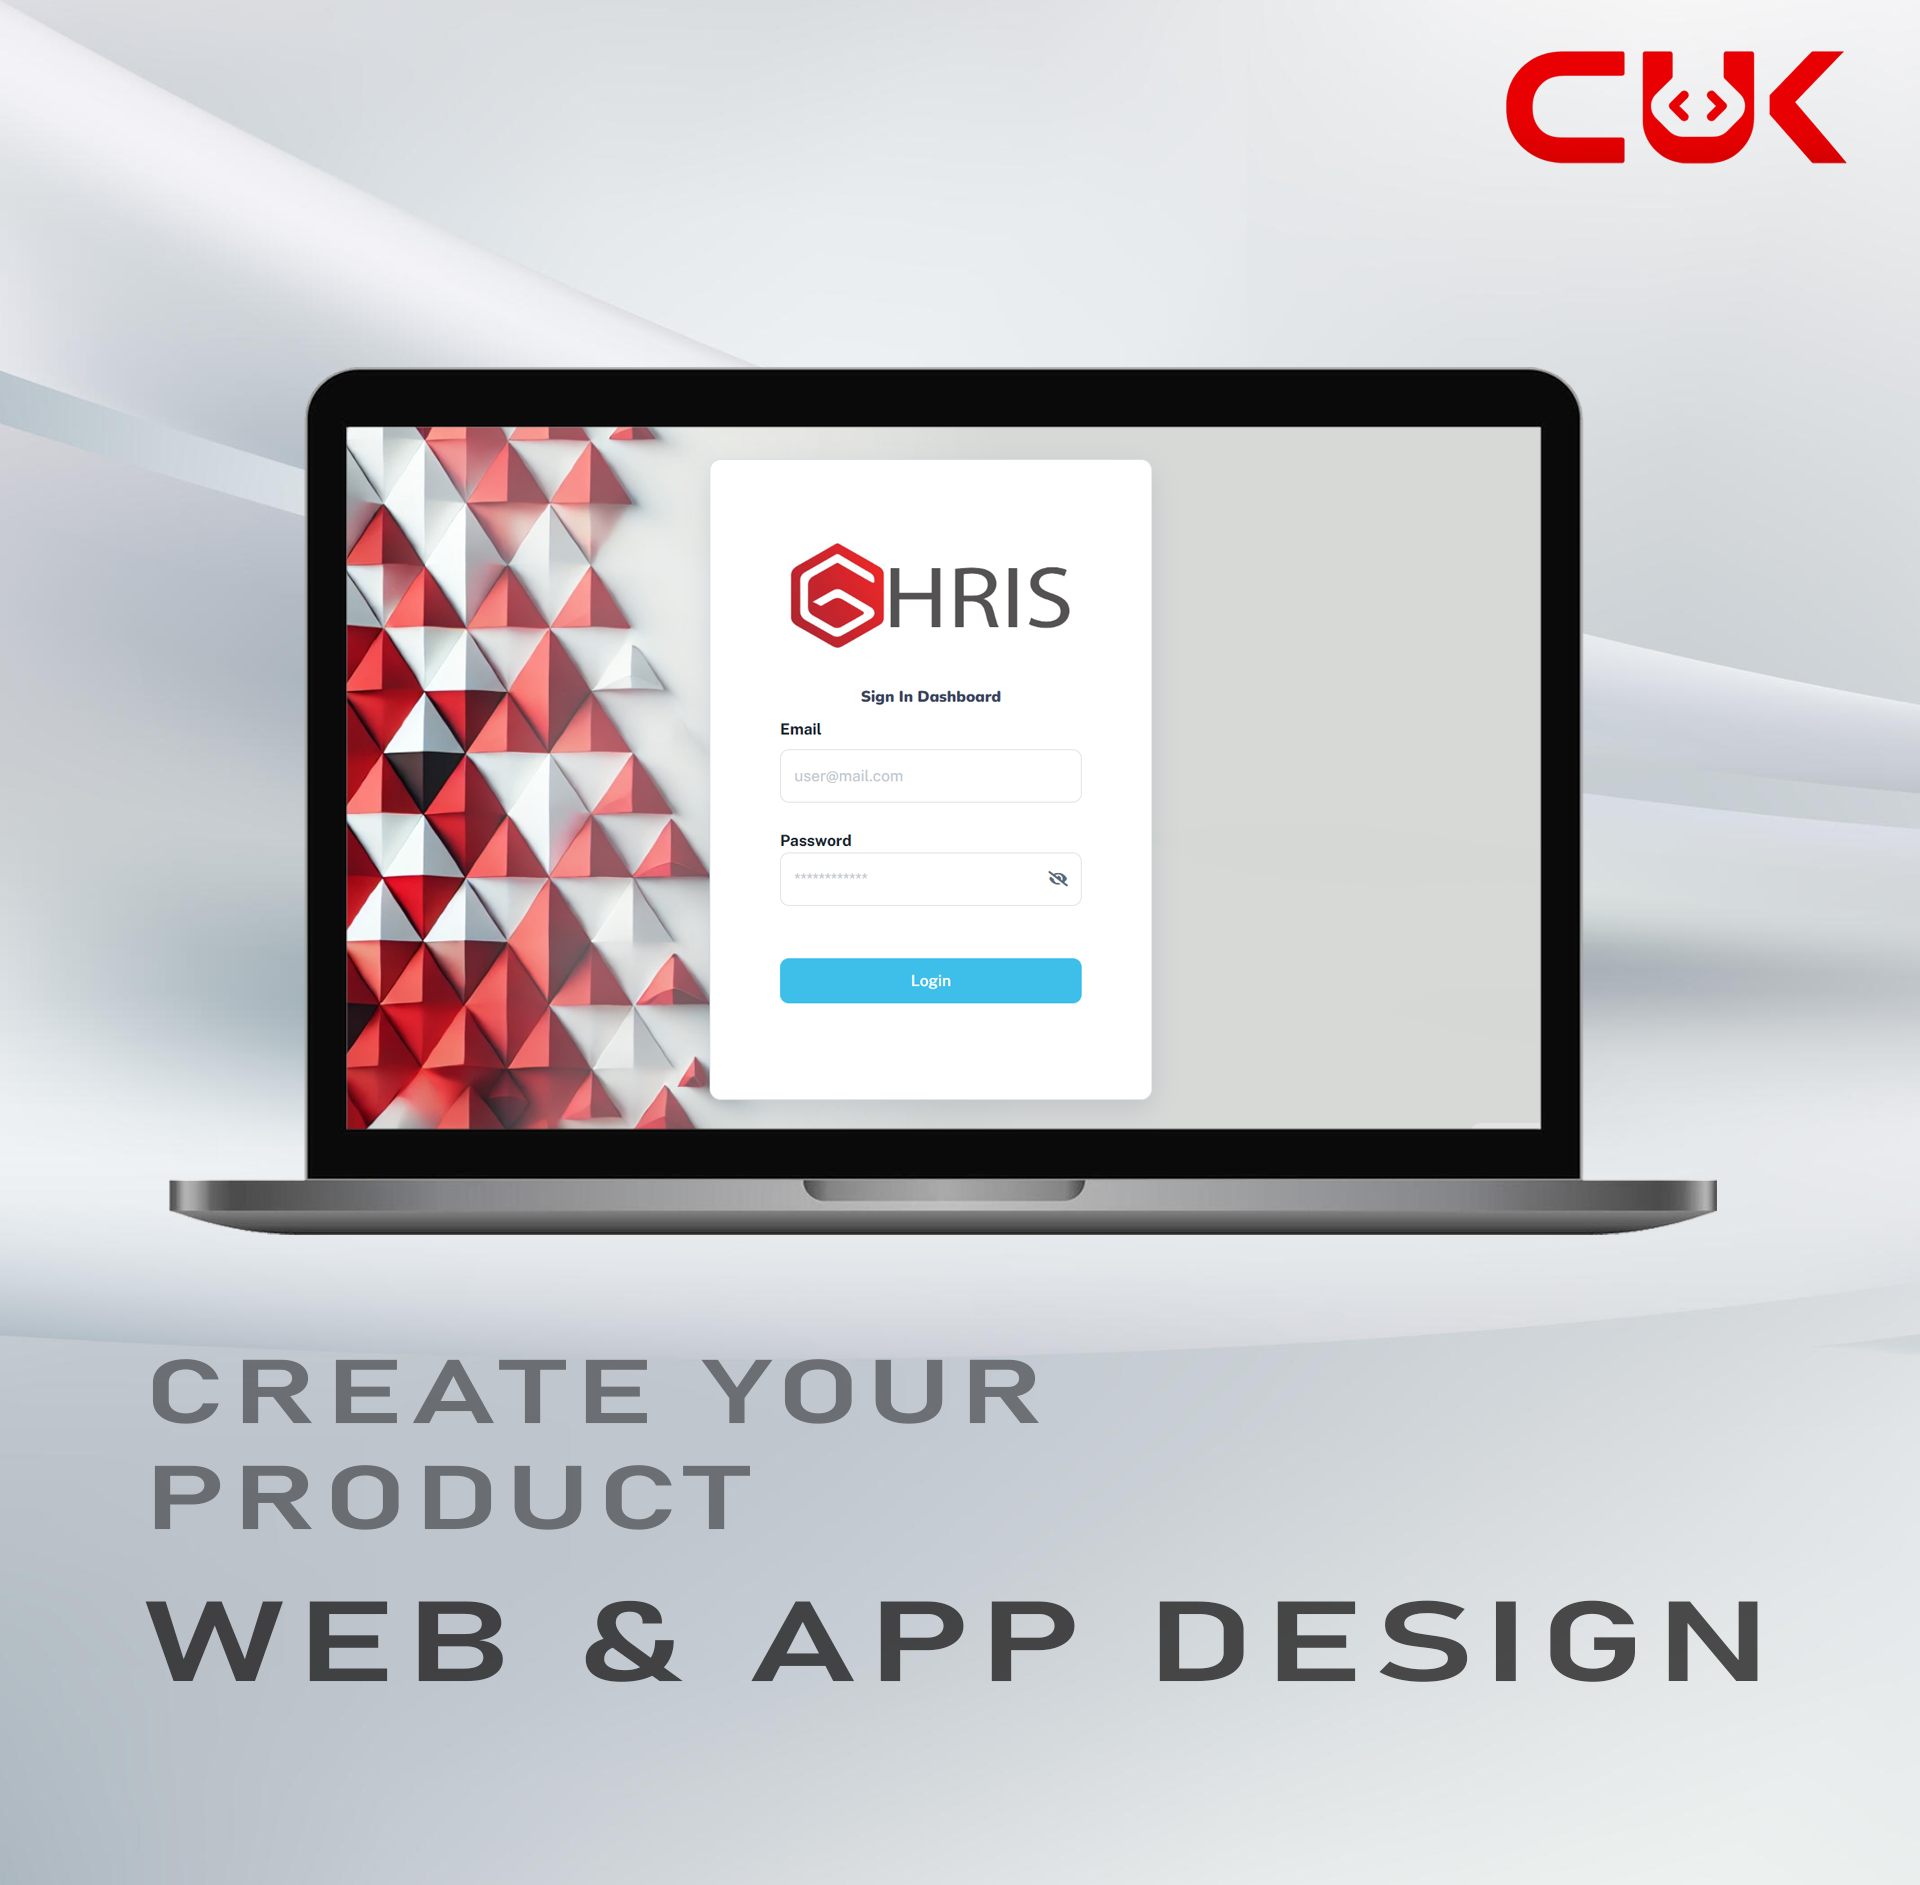 CUK
HRIS
Sign In Dashboard
Email
user@mail.com
Password
************
Login
CREATE YOUR
PRODUCT
WEB & APP DESIGN